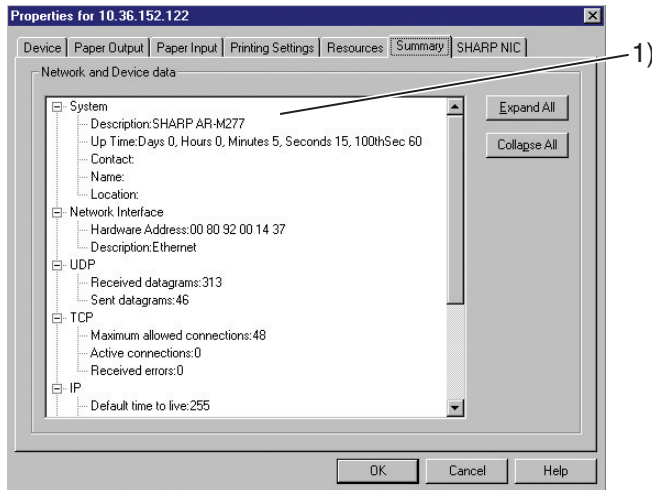 Properties for 10.36.152.122
Device
Paper Output
Paper Input
Printing Settings
Resources
Summary
SHARP NIC
1)
Network and Device data
System
Description:SHARP AR-M277
Up Time:Days 0, Hours 0, Minutes 5, Seconds 15, 100thSec 60
Contact:
Name:
Location:
Network Interface
Hardware Address:00 80 92 00 14 37
Description:Ethernet
UDP
Received datagrams:313
Sent datagrams:46
TCP
Maximum allowed connections:48
Active connections:0
Received errors:0
IP
Default time to live:255
Expand All
Collapse All
OK
Cancel
Help